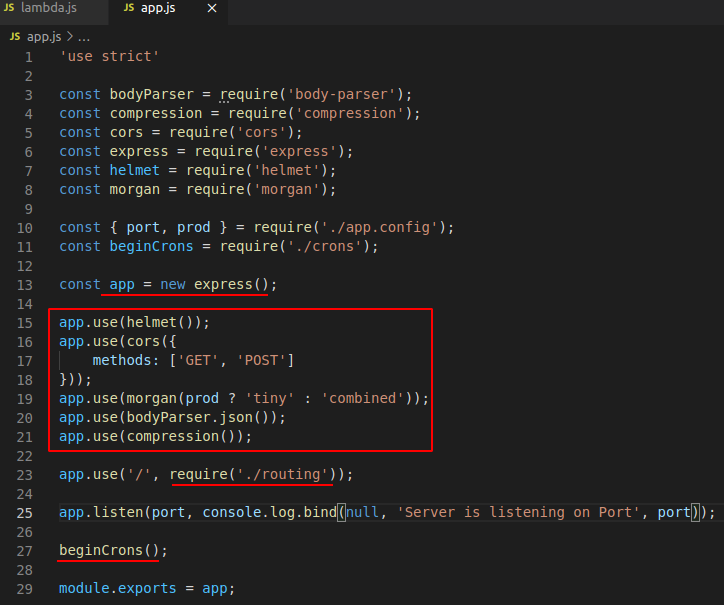 JS lambda.js JS app.js ×
JS app.js > ...
1 'use strict'
2
3 const bodyParser = require('body-parser');
4 const compression = require('compression');
5 const cors = require('cors');
6 const express = require('express');
7 const helmet = require('helmet');
8 const morgan = require('morgan');
9
10 const { port, prod } = require('./app.config');
11 const beginCrons = require('./crons');
12
13 const app = new express();
14
15 app.use(helmet());
16 app.use(cors({
17     methods: ['GET', 'POST']
18 }));
19 app.use(morgan(prod ? 'tiny' : 'combined'));
20 app.use(bodyParser.json());
21 app.use(compression());
22
23 app.use('/', require('./routing'));
24
25 app.listen(port, console.log.bind(null, 'Server is listening on Port', port));
26
27 beginCrons();
28
29 module.exports = app;